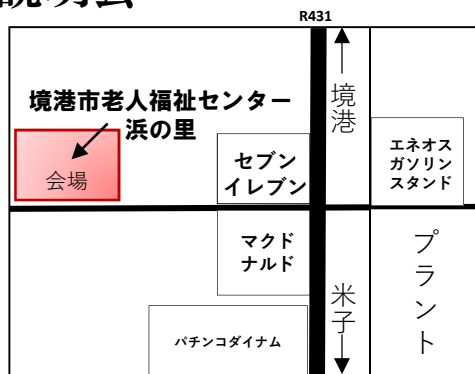 R431
境港市老人福祉センター
浜の里
会場
セブン
イレブン
境港
エネオス
ガソリン
スタンド
マクド
ナルド
米子
プラント
パチンコダイナム